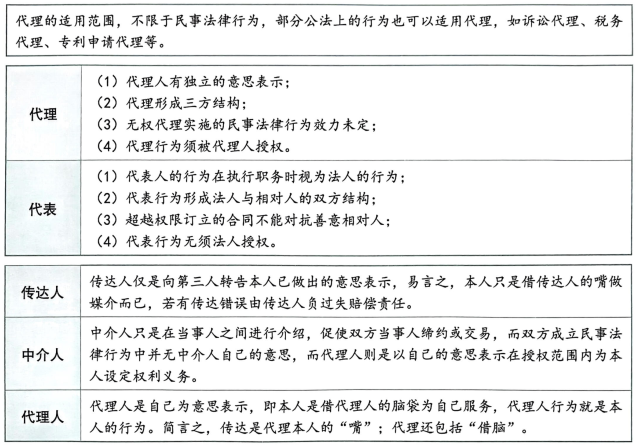 代理的适用范围，不限于民事法律行为，部分公法上的行为也可以适用代理，如诉讼代理、税务
代理、专利申请代理等。
代理
（1）代理人有独立的意思表示；
（2）代理形成三方结构；
（3）无权代理实施的民事法律行为效力未定；
（4）代理行为须被代理人授权。
代表
（1）代表人的行为在执行职务时视为法人的行为；
（2）代表行为形成法人与相对人的双方结构；
（3）超越权限订立的合同不能对抗善意相对人；
（4）代表行为无须法人授权。
传达人
传达人仅是向第三人转告本人已做出的意思表示，易言之，本人只是借传达人的嘴做
媒介而已，若有传达错误由传达人负过失赔偿责任。
中介人
中介人只是在当事人之间进行介绍，促使双方当事人缔约或交易，而双方成立民事法
律行为中并无中介人自己的意思，而代理人则是以自己的意思表示在授权范围内为本
人设定权利义务。
代理人
代理人是自己为意思表示，即本人是借代理人的脑袋为自己服务，代理人行为就是本
人的行为。简言之，传达是代理本人的“嘴”；代理还包括“借脑”。